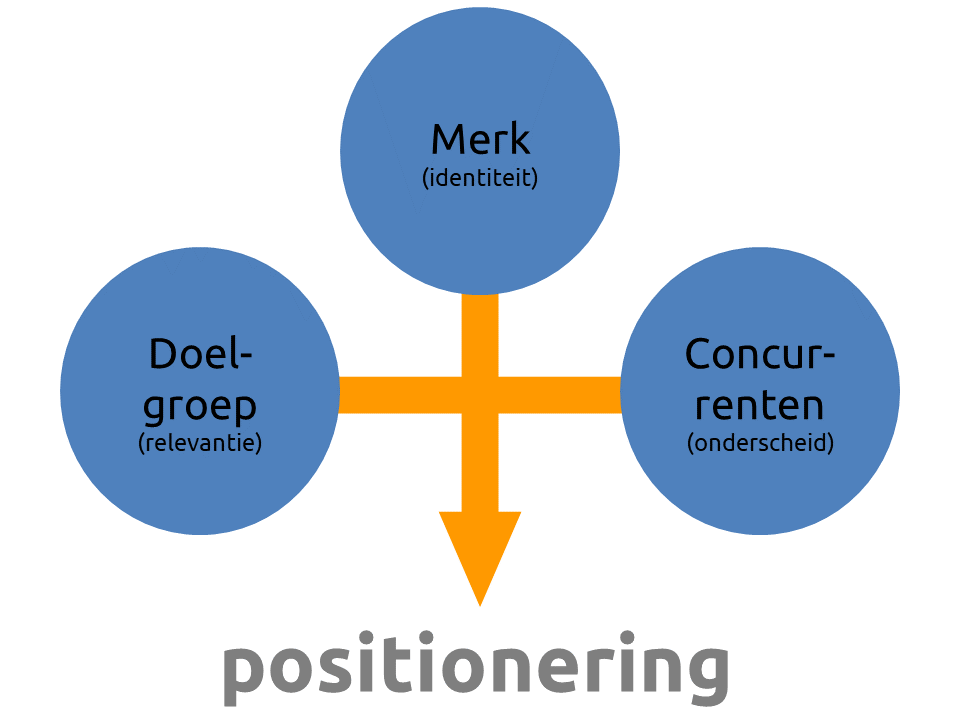 Merk
(identiteit)
Doel-
groep
(relevantie)
Concur-
renten
(onderscheid)
positionering